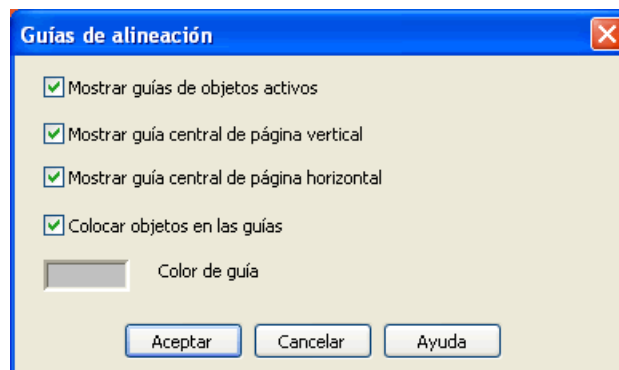 Guías de alineación
Mostrar guías de objetos activos
Mostrar guía central de página vertical
Mostrar guía central de página horizontal
Colocar objetos en las guías
Color de guía
Aceptar Cancelar Ayuda